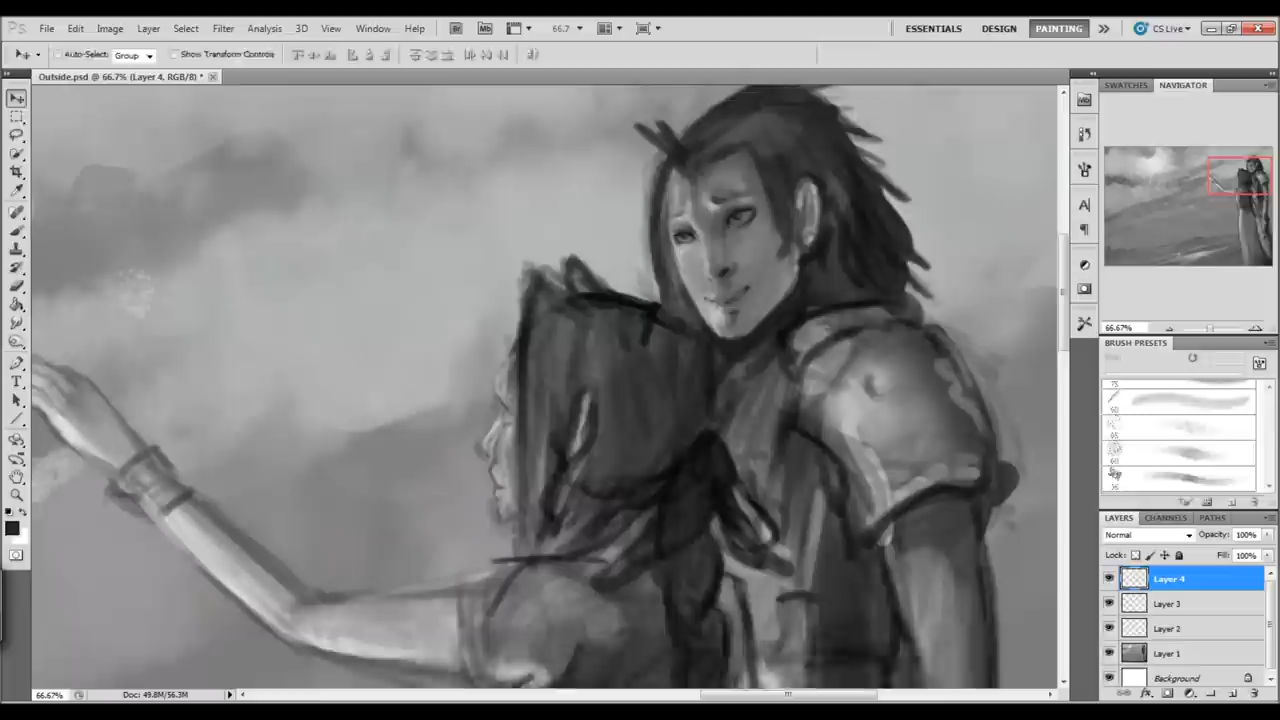 Ps File Edit Image Layer Select Filter Analysis 3D View Window Help Br Mb 66.7 ESSENTIALS DESIGN PAINTING CS Live
Auto-Select: Group Show Transform Controls
Outside.psd @ 66.7% (Layer 4, RGB/8) *
SWATCHES NAVIGATOR
66.67%
BRUSH PRESETS
LAYERS CHANNELS PATHS
Normal Opacity: 100%
Lock: Fill: 100%
Layer 4
Layer 3
Layer 2
Layer 1
Background
66.67% Doc: 49.8M/56.3M